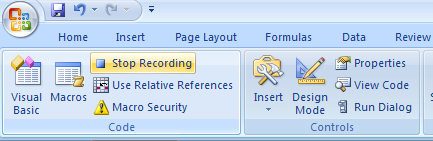 Home Insert Page Layout Formulas Data Review
Stop Recording
Use Relative References
Macro Security
Visual Basic
Macros
Code
Insert
Design Mode
Properties
View Code
Run Dialog
Controls